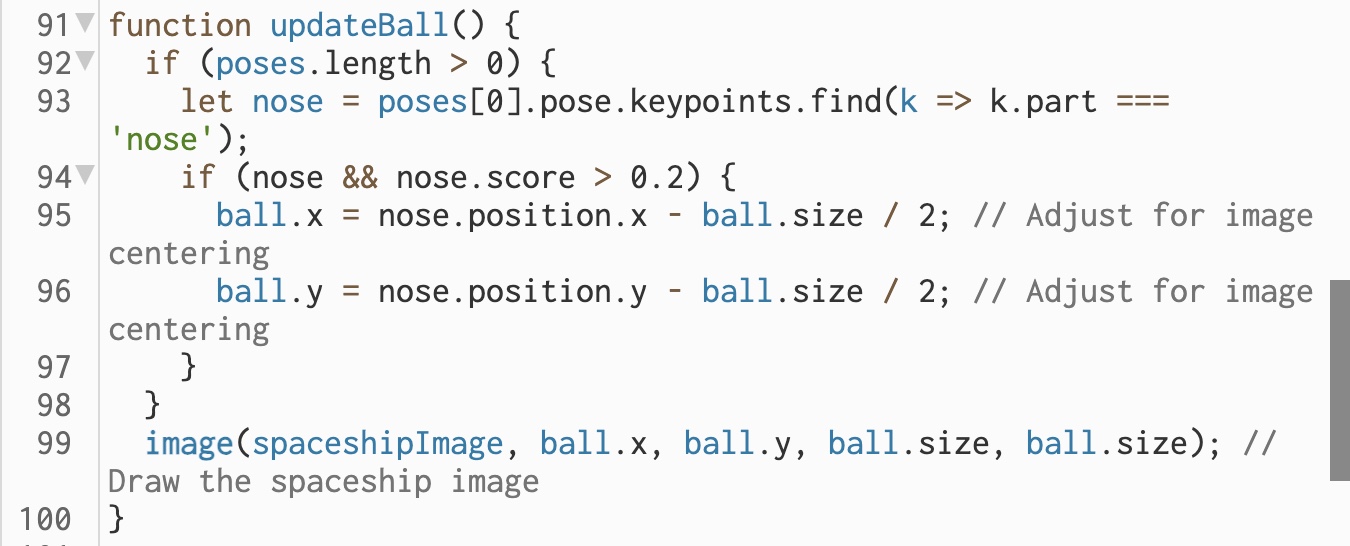 91 function updateBall() {
92 if (poses.length > 0) {
93 let nose = poses[0].pose.keypoints.find(k => k.part ===
'nose');
94 if (nose && nose.score > 0.2) {
95 ball.x = nose.position.x - ball.size / 2; // Adjust for image
centering
96 ball.y = nose.position.y - ball.size / 2; // Adjust for image
centering
97 }
98 }
99 image(spaceshipImage, ball.x, ball.y, ball.size, ball.size); //
Draw the spaceship image
100 }